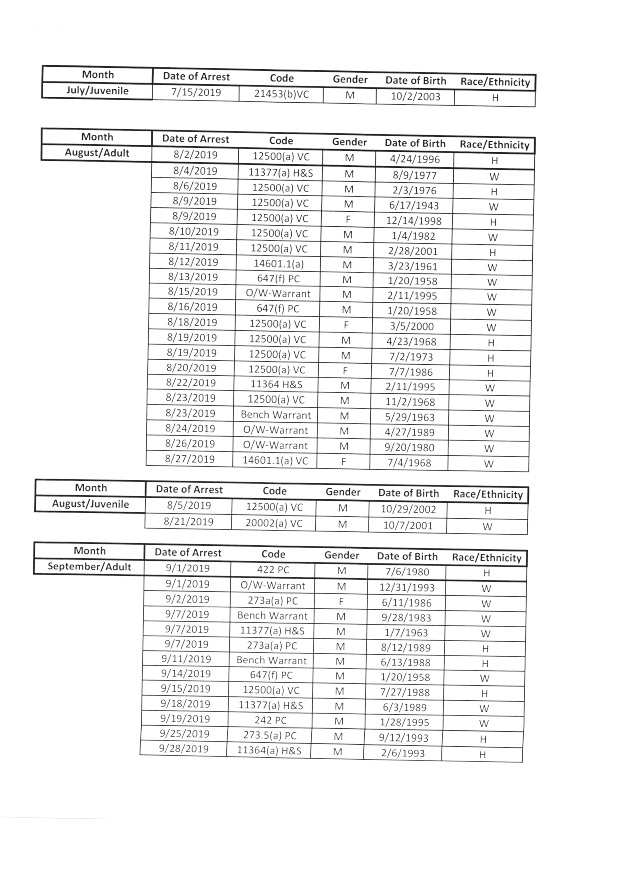 Month Date of Arrest Code Gender Date of Birth Race/Ethnicity
July/Juvenile 7/15/2019 21453(b)VC M 10/2/2003 H
Month Date of Arrest Code Gender Date of Birth Race/Ethnicity
August/Adult 8/2/2019 12500(a) VC M 4/24/1996 H
8/4/2019 11377(a) H&S M 8/9/1977 W
8/6/2019 12500(a) VC M 2/3/1976 H
8/9/2019 12500(a) VC M 6/17/1943 W
8/9/2019 12500(a) VC F 12/14/1998 H
8/10/2019 12500(a) VC M 1/4/1982 W
8/11/2019 12500(a) VC M 2/28/2001 H
8/12/2019 14601.1(a) M 3/23/1961 W
8/13/2019 647(f) PC M 1/20/1958 W
8/15/2019 O/W-Warrant M 2/11/1995 W
8/16/2019 647(f) PC M 1/20/1958 W
8/18/2019 12500(a) VC F 3/5/2000 W
8/19/2019 12500(a) VC M 4/23/1968 H
8/19/2019 12500(a) VC M 7/2/1973 H
8/20/2019 12500(a) VC F 7/7/1986 H
8/22/2019 11364 H&S M 2/11/1995 W
8/23/2019 12500(a) VC M 11/2/1968 W
8/23/2019 Bench Warrant M 5/29/1963 W
8/24/2019 O/W-Warrant M 4/27/1989 W
8/26/2019 O/W-Warrant M 9/20/1980 W
8/27/2019 14601.1(a) VC F 7/4/1968 W
Month Date of Arrest Code Gender Date of Birth Race/Ethnicity
August/Juvenile 8/5/2019 12500(a) VC M 10/29/2002 H
8/21/2019 20002(a) VC M 10/7/2001 W
Month Date of Arrest Code Gender Date of Birth Race/Ethnicity
September/Adult 9/1/2019 422 PC M 7/6/1980 H
9/1/2019 O/W-Warrant M 12/31/1993 W
9/2/2019 273a(a) PC F 6/11/1986 W
9/7/2019 Bench Warrant M 9/28/1983 W
9/7/2019 11377(a) H&S M 1/7/1963 W
9/7/2019 273a(a) PC M 8/12/1989 H
9/11/2019 Bench Warrant M 6/13/1988 H
9/14/2019 647(f) PC M 1/20/1958 W
9/15/2019 12500(a) VC M 7/27/1988 H
9/18/2019 11377(a) H&S M 6/3/1989 W
9/19/2019 242 PC M 1/28/1995 W
9/25/2019 273.5(a) PC M 9/12/1993 H
9/28/2019 11364(a) H&S M 2/6/1993 H